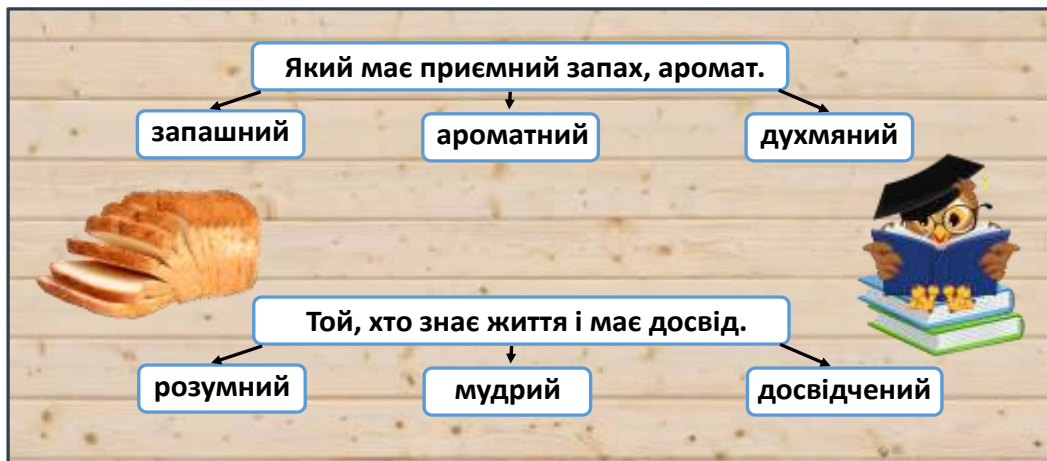 Який має приємний запах, аромат.
запашний
ароматний
духмяний
Той, хто знає життя і має досвід.
розумний
мудрий
досвідчений